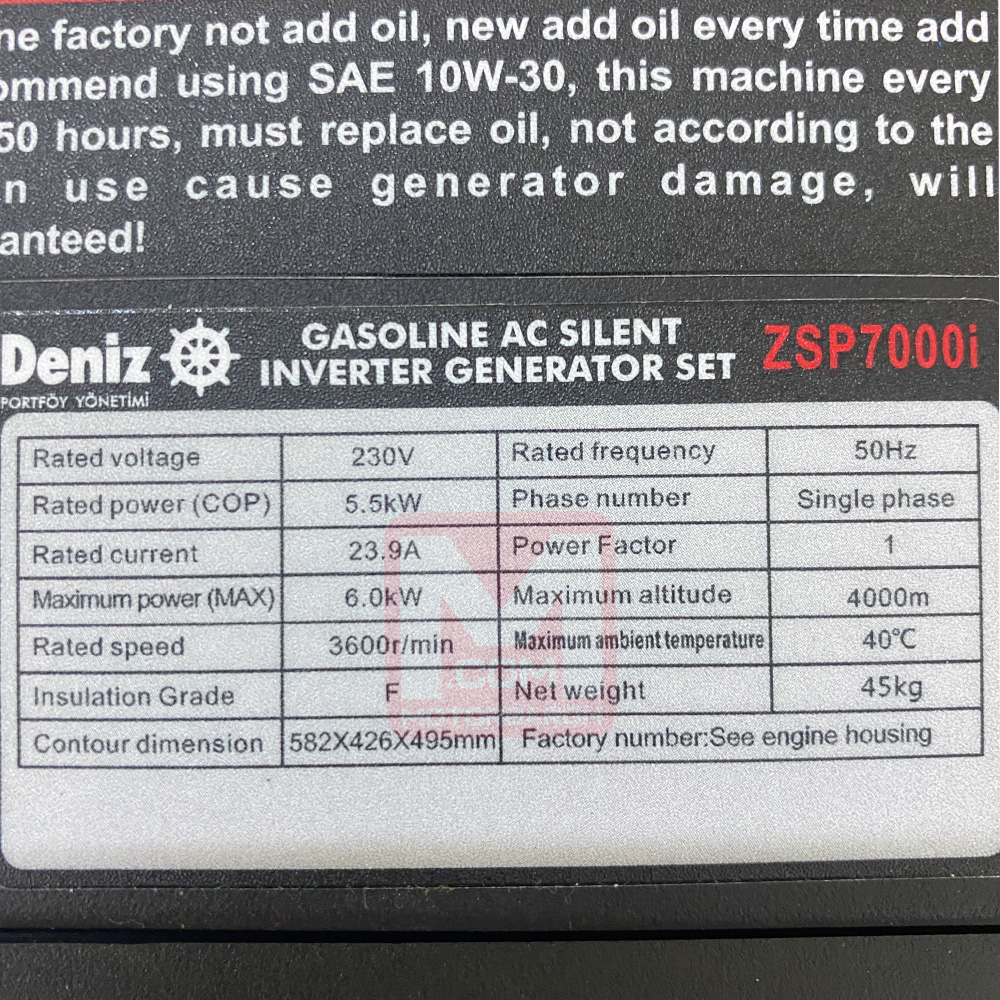 ne factory not add oil, new add oil every time add
ommend using SAE 10W-30, this machine every
50 hours, must replace oil, not according to the
n use cause generator damage, will
anteed!
Deniz
PORTFÖY YÖNETİMİ
GASOLINE AC SILENT
INVERTER GENERATOR SET
ZSP7000i
Rated voltage 230V Rated frequency 50Hz
Rated power (COP) 5.5kW Phase number Single phase
Rated current 23.9A Power Factor 1
Maximum power (MAX) 6.0kW Maximum altitude 4000m
Rated speed 3600r/min Maximum ambient temperature 40℃
Insulation Grade F Net weight 45kg
Contour dimension 582X426X495mm Factory number:See engine housing